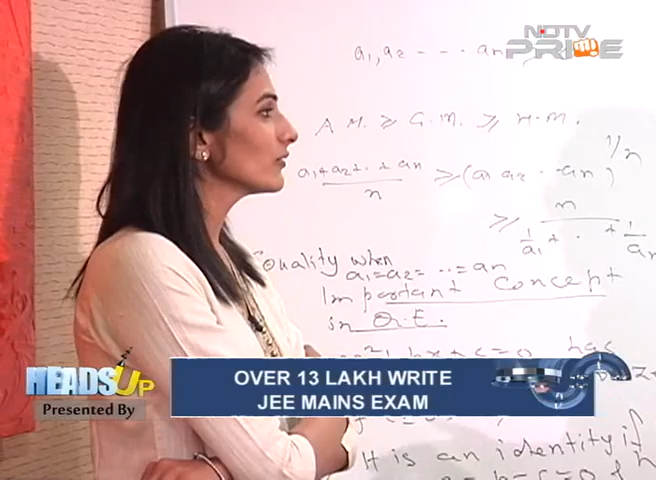 NDTV
PRIME
a₁, a₂ - - - - an
A.M. ≥ G.M. ≥ H.M.
a₁ + a₂ + · + an / n ≥ (a₁ a₂ · · an)^1/n
≥ n / 1/a₁ + · + 1/an
Equality when
a₁ = a₂ = · · = an
Important concept
in Q.E.
HEADS UP
Presented By
OVER 13 LAKH WRITE
JEE MAINS EXAM
has
It is an identity if